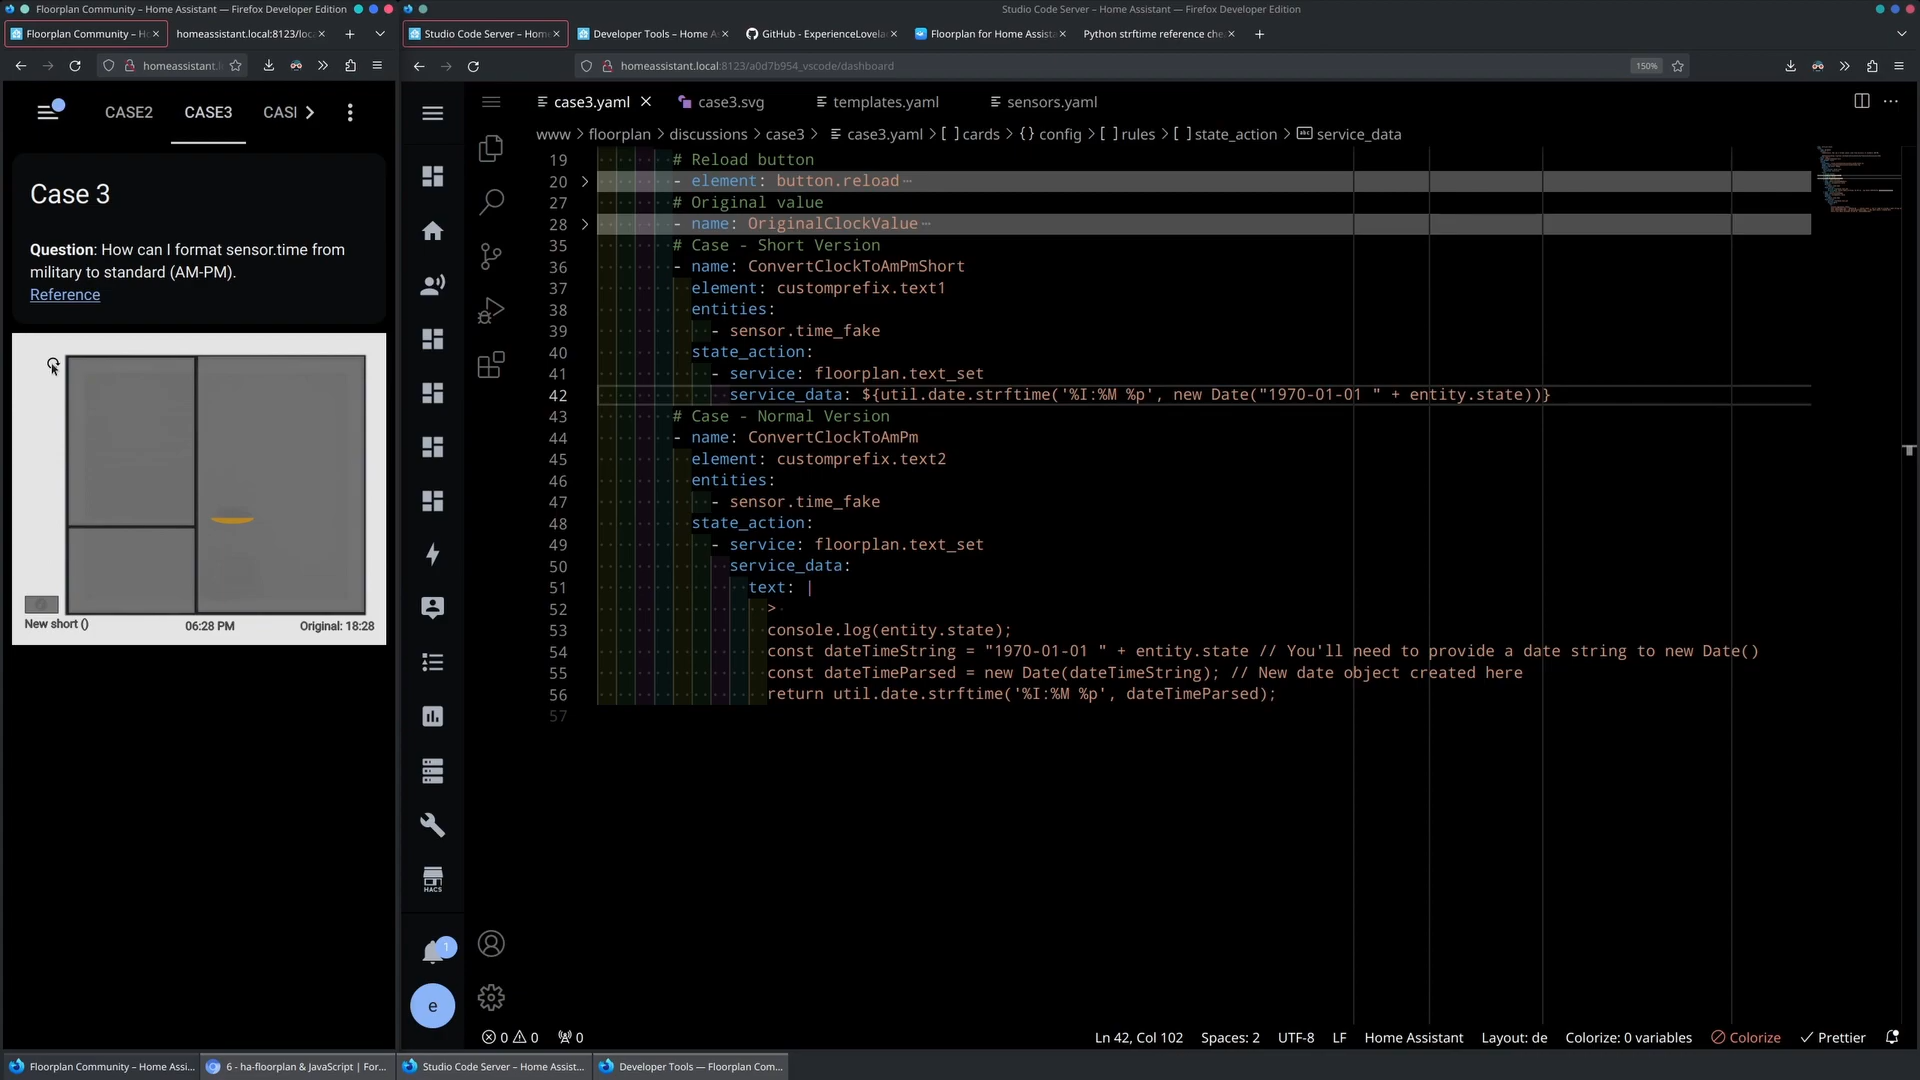 Floorplan Community – Home Assistant — Firefox Developer Edition
Studio Code Server – Home Assistant — Firefox Developer Edition
Floorplan Community – H
homeassistant.local:8123/loc
Studio Code Server – Hom
Developer Tools – Home A
GitHub - ExperienceLovela
Floorplan for Home Assist
Python strftime reference che
homeassistant.
homeassistant.local:8123/a0d7b954_vscode/dashboard
150%
CASE2
CASE3
CASI
case3.yaml
case3.svg
templates.yaml
sensors.yaml
www > floorplan > discussions > case3 > case3.yaml > [ ] cards > {} config > [ ] rules > [ ] state_action > service_data
Case 3
Question: How can I format sensor.time from
military to standard (AM-PM).
Reference
New short ()
06:28 PM
Original: 18:28
19 # Reload button
20 - element: button.reload ⋯
27 # Original value
28 - name: OriginalClockValue ⋯
35 # Case - Short Version
36 - name: ConvertClockToAmPmShort
37 element: customprefix.text1
38 entities:
39 - sensor.time_fake
40 state_action:
41 - service: floorplan.text_set
42 service_data: ${util.date.strftime('%I:%M %p', new Date("1970-01-01 " + entity.state))}
43 # Case - Normal Version
44 - name: ConvertClockToAmPm
45 element: customprefix.text2
46 entities:
47 - sensor.time_fake
48 state_action:
49 - service: floorplan.text_set
50 service_data:
51 text: |
52 >
53 console.log(entity.state);
54 const dateTimeString = "1970-01-01 " + entity.state // You'll need to provide a date string to new Date()
55 const dateTimeParsed = new Date(dateTimeString); // New date object created here
56 return util.date.strftime('%I:%M %p', dateTimeParsed);
57
HACS
1
e
0 0 0
Ln 42, Col 102
Spaces: 2
UTF-8
LF
Home Assistant
Layout: de
Colorize: 0 variables
Colorize
Prettier
Floorplan Community – Home Assi...
6 - ha-floorplan & JavaScript | For...
Studio Code Server – Home Assist...
Developer Tools — Floorplan Com...